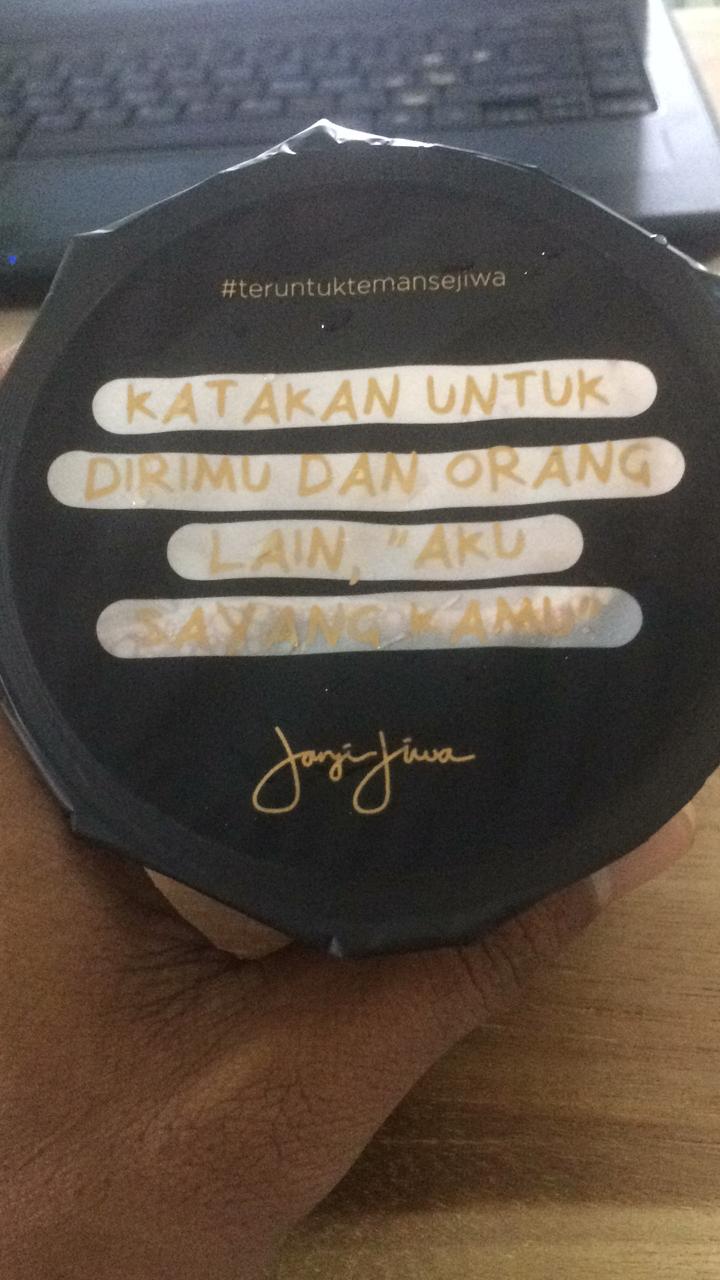 #teruntuktemansejiwa
KATAKAN UNTUK
DIRIMU DAN ORANG
LAIN, "AKU
SAYANG KAMU"
Janji Jiwa